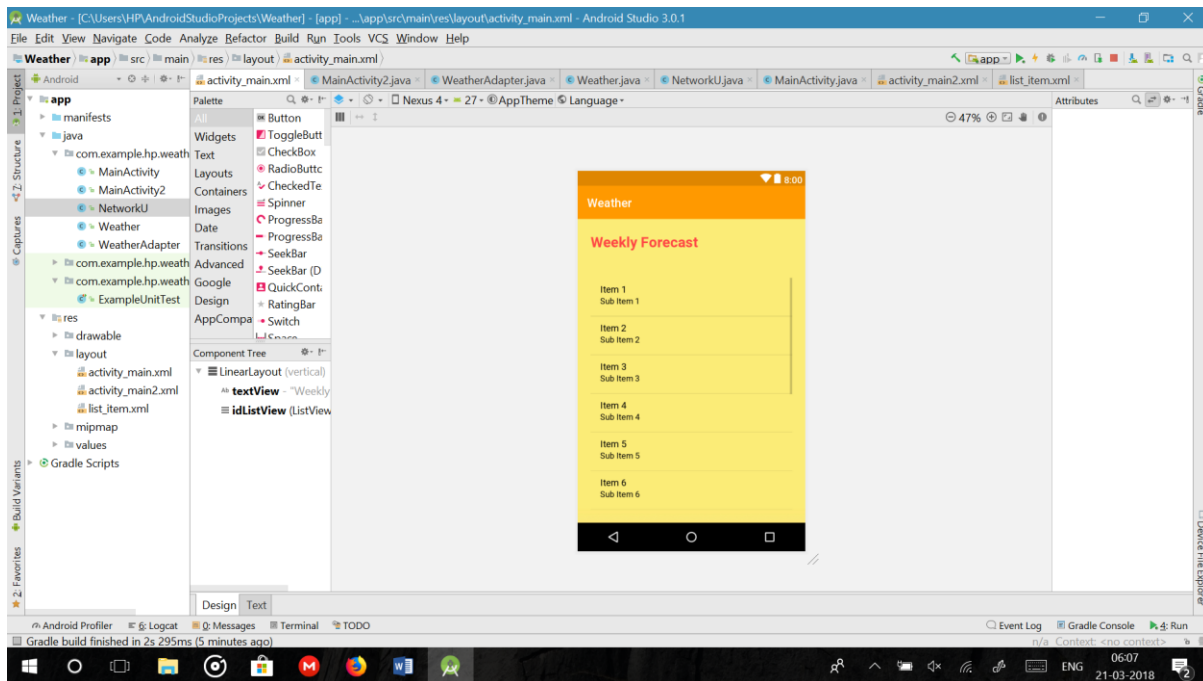 Weather - [C:\Users\HP\AndroidStudioProjects\Weather] - [app] - ...\app\src\main\res\layout\activity_main.xml - Android Studio 3.0.1
File Edit View Navigate Code Analyze Refactor Build Run Tools VCS Window Help
Weather app src main res layout activity_main.xml
app
Android
activity_main.xml MainActivity2.java WeatherAdapter.java Weather.java NetworkU.java MainActivity.java activity_main2.xml list_item.xml
1: Project
Z: Structure
Captures
Build Variants
2: Favorites
app
manifests
java
com.example.hp.weath
MainActivity
MainActivity2
NetworkU
Weather
WeatherAdapter
com.example.hp.weath
com.example.hp.weath
ExampleUnitTest
res
drawable
layout
activity_main.xml
activity_main2.xml
list_item.xml
mipmap
values
Gradle Scripts
Palette
All
Widgets
Text
Layouts
Containers
Images
Date
Transitions
Advanced
Google
Design
AppCompa
OK Button
ToggleButt
CheckBox
RadioButtc
CheckedTe
Spinner
ProgressBa
ProgressBa
SeekBar
SeekBar (D
QuickConta
RatingBar
Switch
Space
Component Tree
LinearLayout (vertical)
Ab textView - "Weekly
idListView (ListView
Design Text
Nexus 4 27 AppTheme Language
47%
8:00
Weather
Weekly Forecast
Item 1
Sub Item 1
Item 2
Sub Item 2
Item 3
Sub Item 3
Item 4
Sub Item 4
Item 5
Sub Item 5
Item 6
Sub Item 6
Attributes
Gradle
Device File Explorer
Android Profiler 6: Logcat 0: Messages Terminal TODO
Event Log Gradle Console 4: Run
Gradle build finished in 2s 295ms (5 minutes ago)
n/a Context: <no context>
M W
ENG
06:07
21-03-2018
2